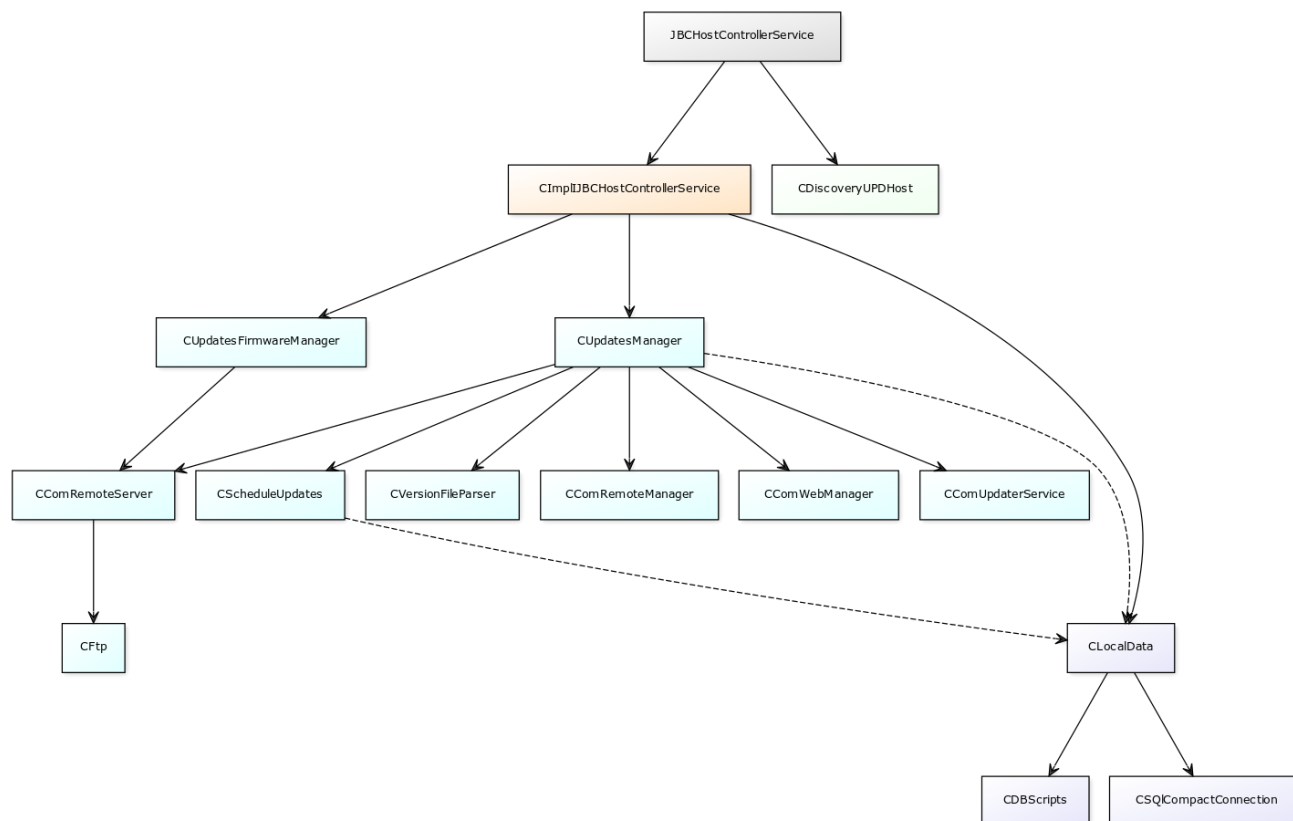 JBCHostControllerService
CImplIJBCHostControllerService
CDiscoveryUPDHost
CUpdatesFirmwareManager
CUpdatesManager
CComRemoteServer
CScheduleUpdates
CVersionFileParser
CComRemoteManager
CComWebManager
CComUpdaterService
CFtp
CLocalData
CDBScripts
CSQlCompactConnection